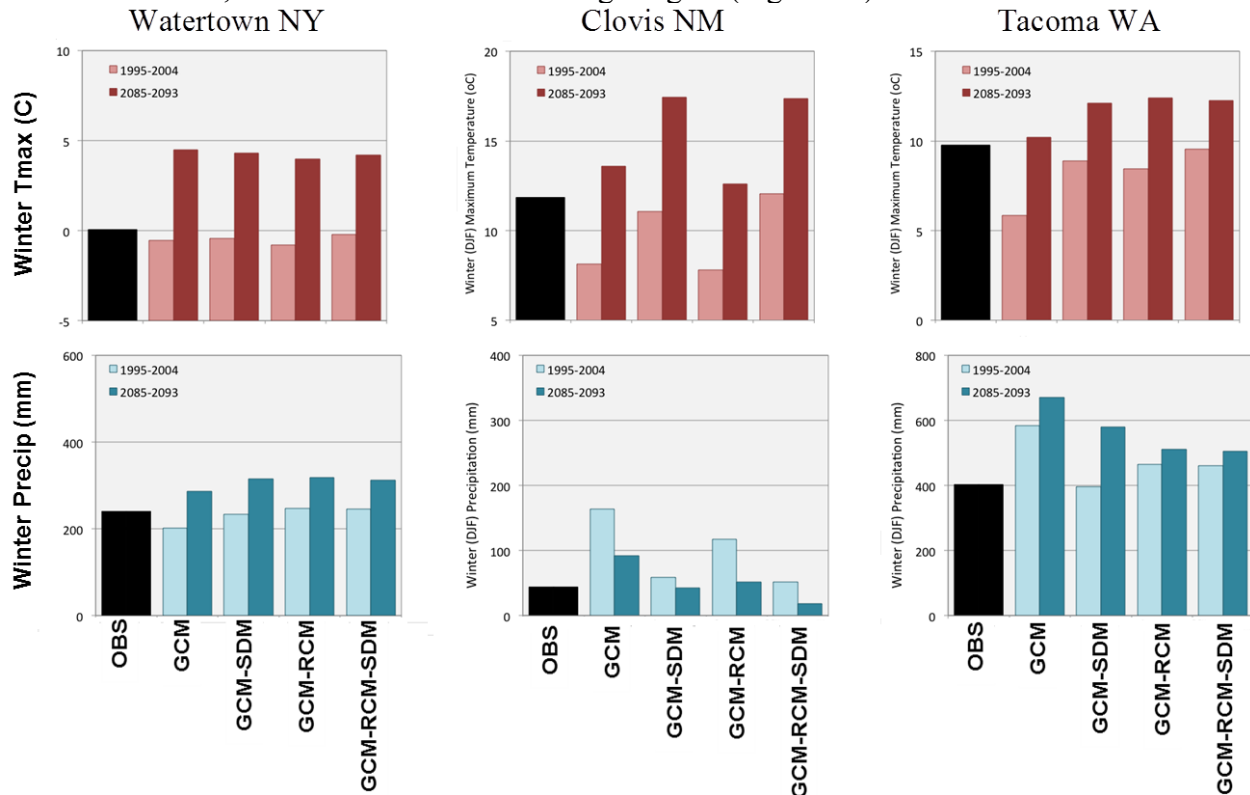 Watertown NY
Clovis NM
Tacoma WA
Winter Tmax (C)
10
5
0
-5
1995-2004
2085-2093
Winter (DJF) Maximum Temperature (oC)
20
15
10
5
1995-2004
2085-2093
Winter (DJF) Maximum Temperature (oC)
15
10
5
0
1995-2004
2085-2093
Winter Precip (mm)
600
400
200
0
1995-2004
2085-2093
Winter (DJF) Precipitation (mm)
400
300
200
100
0
1995-2004
2085-2093
Winter (DJF) Precipitation (mm)
800
600
400
200
0
1995-2004
2085-2093
OBS
GCM
GCM-SDM
GCM-RCM
GCM-RCM-SDM
OBS
GCM
GCM-SDM
GCM-RCM
GCM-RCM-SDM
OBS
GCM
GCM-SDM
GCM-RCM
GCM-RCM-SDM